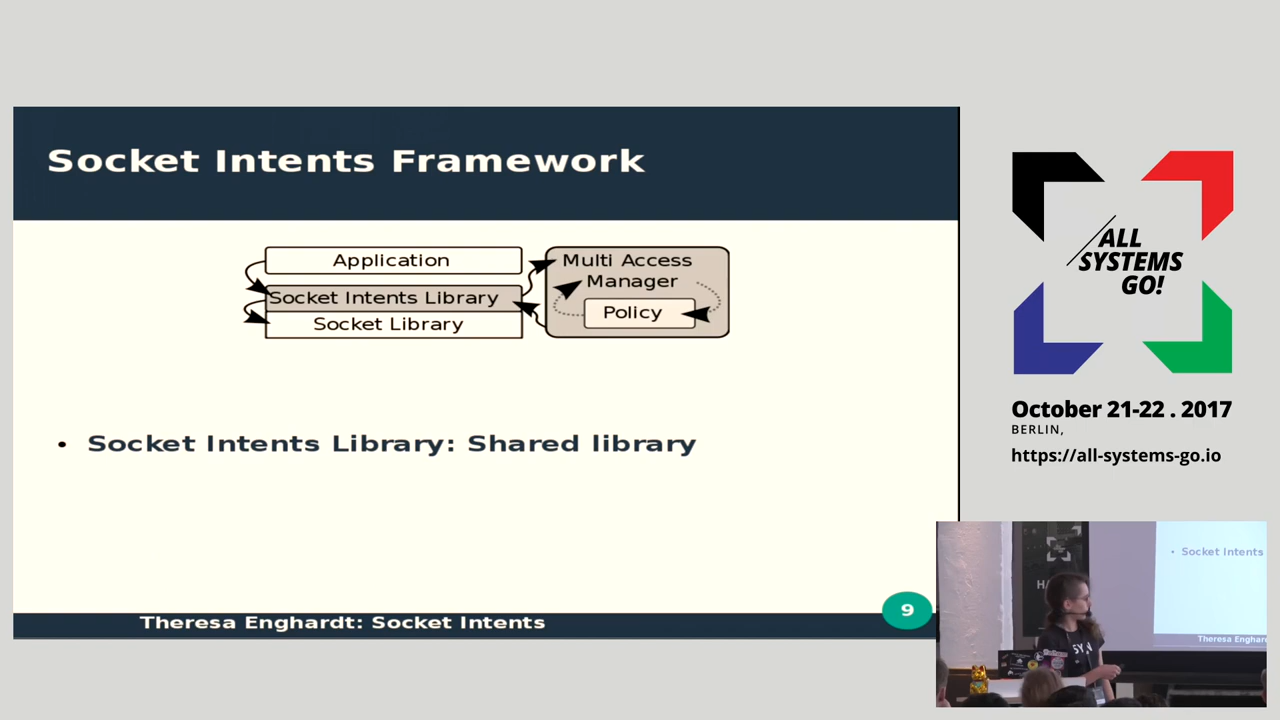 Socket Intents Framework
Application
Socket Intents Library
Socket Library
Multi Access
Manager
Policy
• Socket Intents Library: Shared library
Theresa Enghardt: Socket Intents
9
ALL
SYSTEMS
GO!
October 21-22 . 2017
BERLIN,
https://all-systems-go.io
• Socket Intents